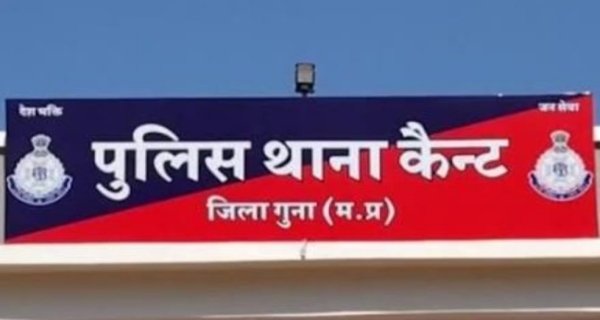 देश भक्ति जन सेवा
पुलिस थाना कैन्ट
जिला गुना (म.प्र)